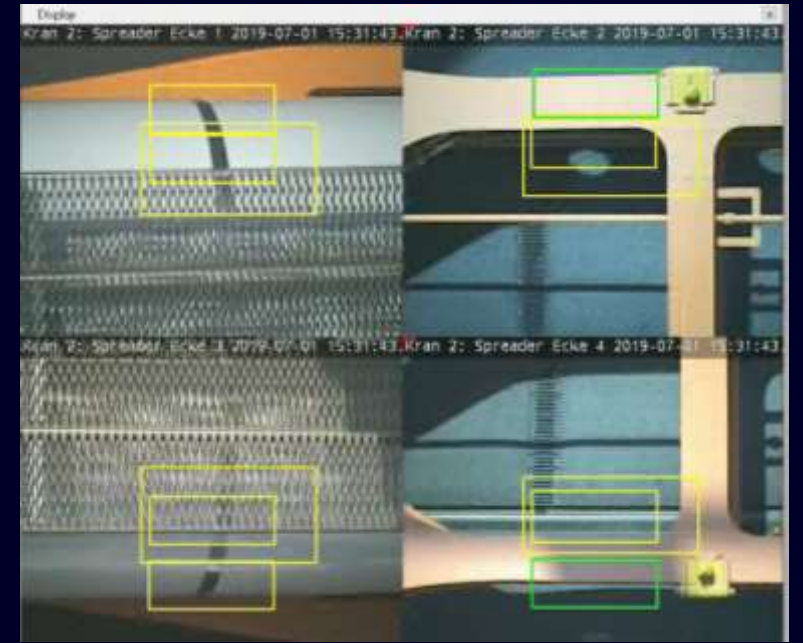 Display
Kran 2: Spreader Ecke 1 2019-07-01 15:31:43.
Kran 2: Spreader Ecke 2 2019-07-01 15:31:43
Kran 2: Spreader Ecke 3 2019-07-01 15:31:43.
Kran 2: Spreader Ecke 4 2019-07-01 15:31:43